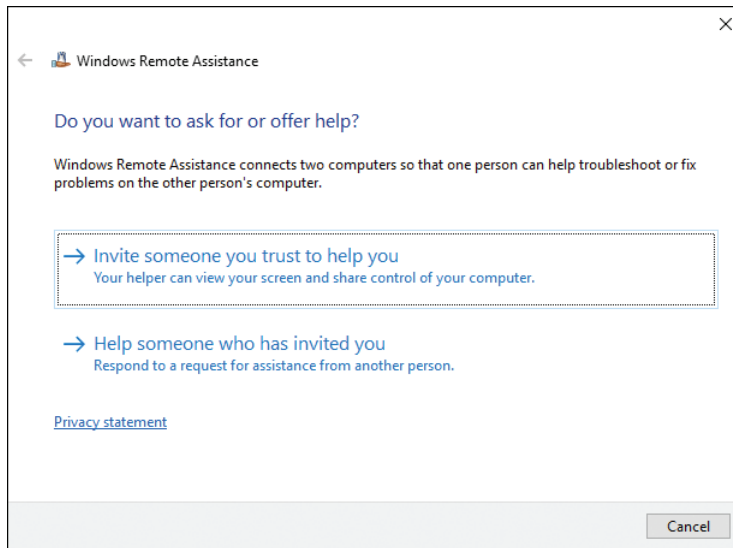 Windows Remote Assistance
Do you want to ask for or offer help?
Windows Remote Assistance connects two computers so that one person can help troubleshoot or fix
problems on the other person's computer.
Invite someone you trust to help you
Your helper can view your screen and share control of your computer.
Help someone who has invited you
Respond to a request for assistance from another person.
Privacy statement
Cancel